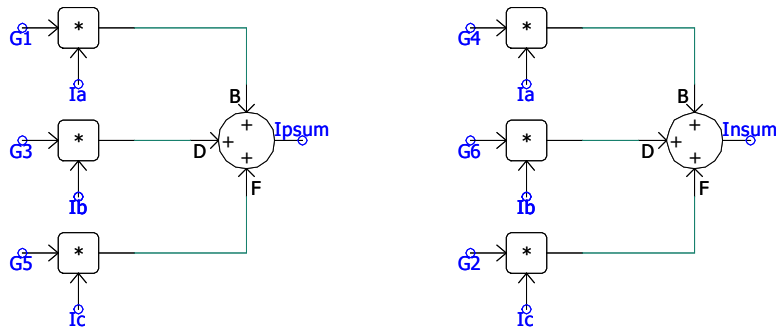 G1 * G4 *
Ia B Ia B
Ipsum Insum
+ +
G3 * D + G6 * D +
+ +
Ib F Ib F
G5 * G2 *
Ic Ic